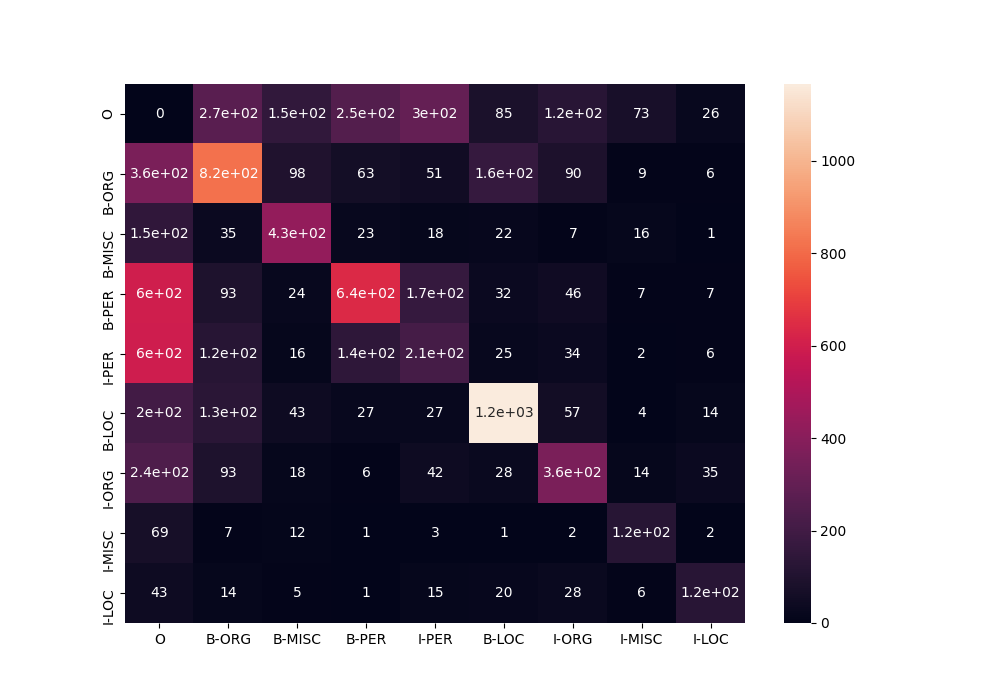 O 0 2.7e+02 1.5e+02 2.5e+02 3e+02 85 1.2e+02 73 26
B-ORG 3.6e+02 8.2e+02 98 63 51 1.6e+02 90 9 6
B-MISC 1.5e+02 35 4.3e+02 23 18 22 7 16 1
B-PER 6e+02 93 24 6.4e+02 1.7e+02 32 46 7 7
I-PER 6e+02 1.2e+02 16 1.4e+02 2.1e+02 25 34 2 6
B-LOC 2e+02 1.3e+02 43 27 27 1.2e+03 57 4 14
I-ORG 2.4e+02 93 18 6 42 28 3.6e+02 14 35
I-MISC 69 7 12 1 3 1 2 1.2e+02 2
I-LOC 43 14 5 1 15 20 28 6 1.2e+02
O B-ORG B-MISC B-PER I-PER B-LOC I-ORG I-MISC I-LOC
1000
800
600
400
200
0